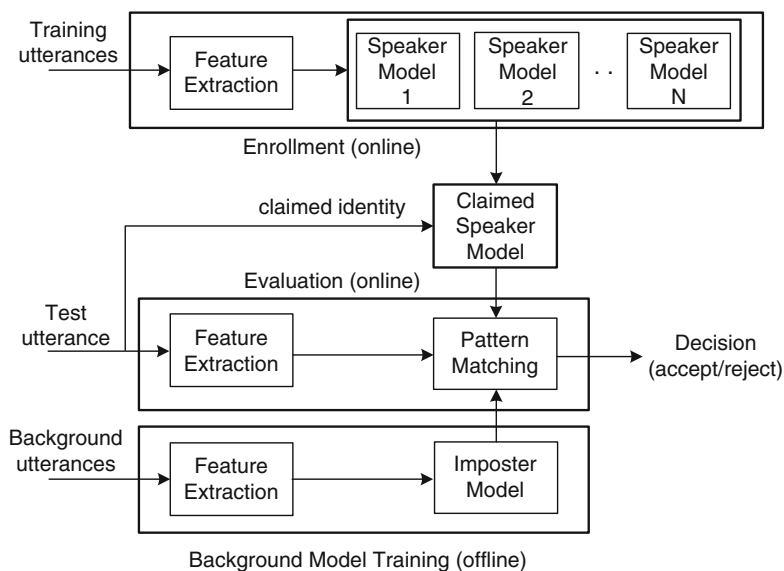 Training
utterances
Feature
Extraction
Speaker
Model
1
Speaker
Model
2
. .
Speaker
Model
N
Enrollment (online)
claimed identity
Claimed
Speaker
Model
Evaluation (online)
Test
utterance
Feature
Extraction
Pattern
Matching
Decision
(accept/reject)
Background
utterances
Feature
Extraction
Imposter
Model
Background Model Training (offline)